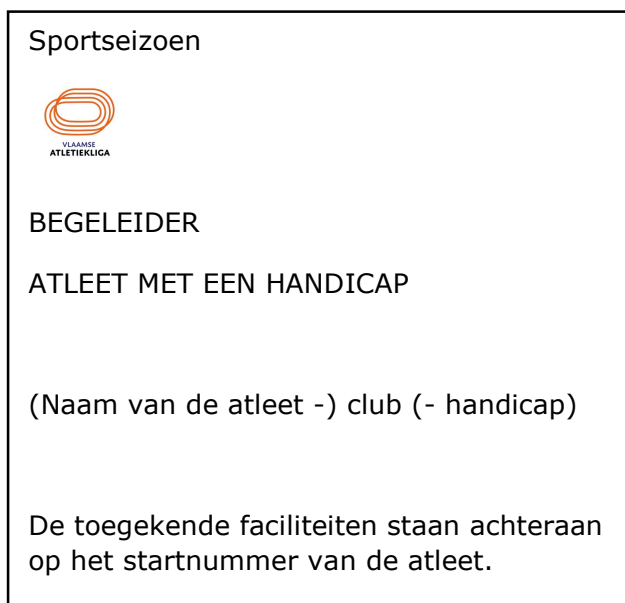 Sportseizoen
VLAAMSE
ATLETIEKLIGA
BEGELEIDER
ATLEET MET EEN HANDICAP
(Naam van de atleet -) club (- handicap)
De toegekende faciliteiten staan achteraan
op het startnummer van de atleet.